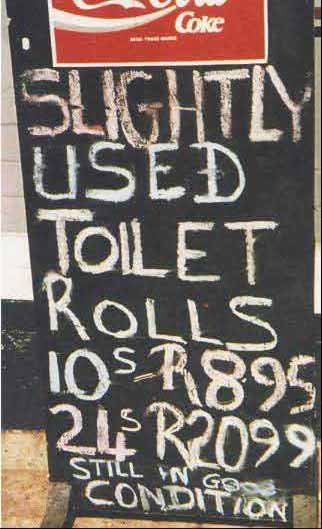 Coke
SLIGHTLY
USED
TOILET
ROLLS
10s R895
24s R2099
STILL IN GOOD
CONDITION